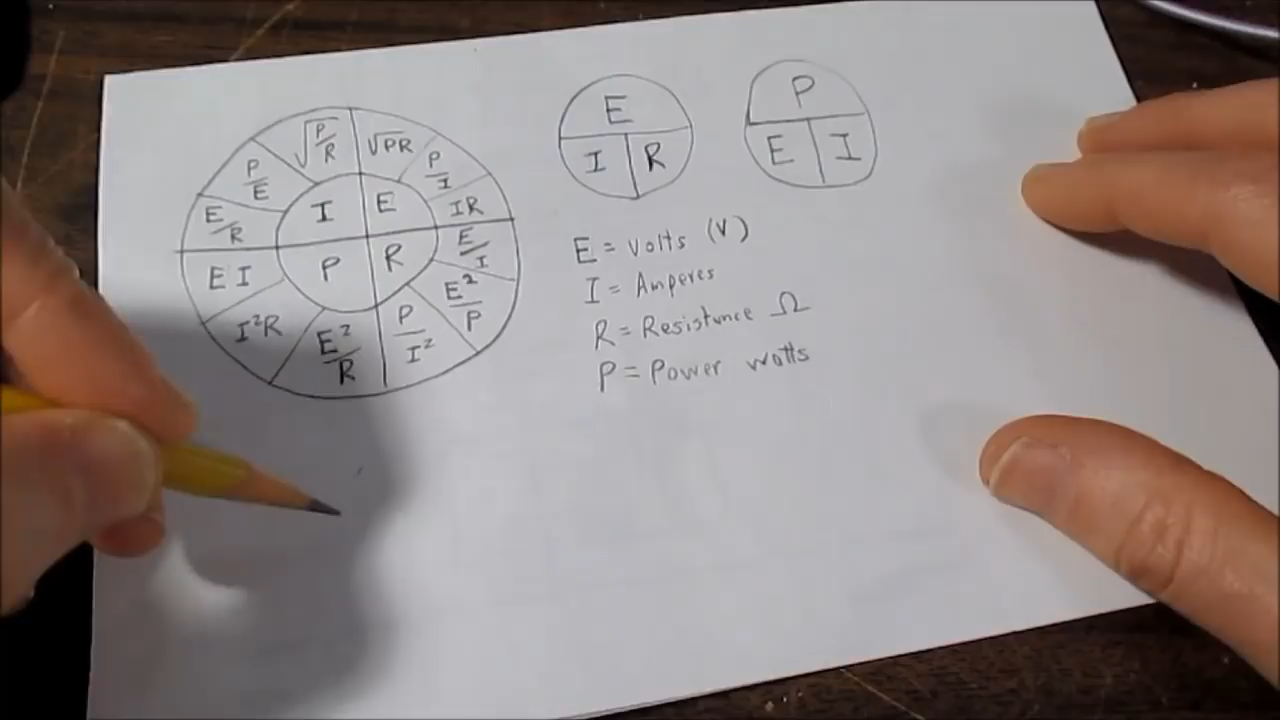 √P/R
√PR
P/E
P/I
E/R
I
E
IR
EI
P
R
E/I
I²R
E²/R
P/I²
E²/P
E
I R
P
E I
E = Volts (V)
I = Amperes
R = Resistance Ω
P = Power watts